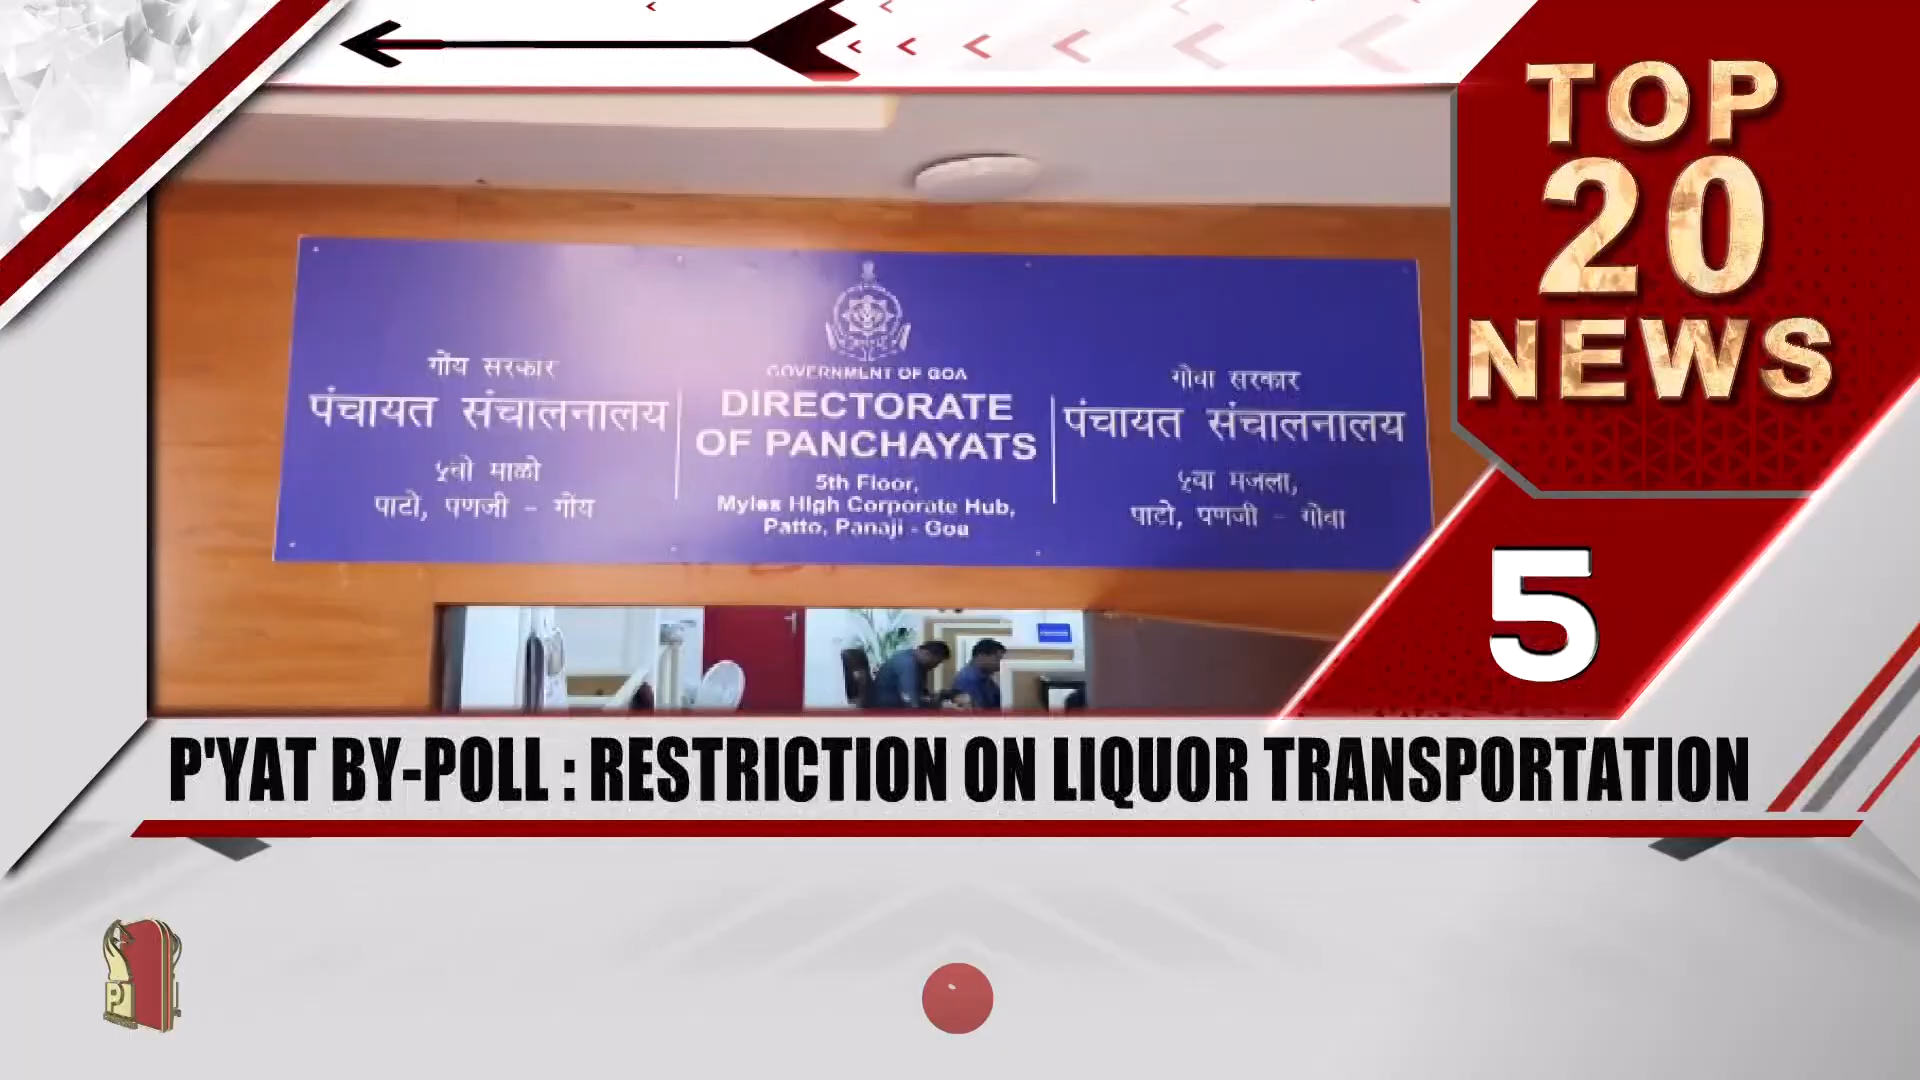 TOP
20
NEWS
5
गोंय सरकार
पंचायत संचालनालय
५वो माळो
पाटो, पणजी - गोंय
GOVERNMENT OF GOA
DIRECTORATE
OF PANCHAYATS
5th Floor,
Myles High Corporate Hub,
Patto, Panaji - Goa
गोवा सरकार
पंचायत संचालनालय
५वा मजला,
पाटो, पणजी - गोवा
P'YAT BY-POLL : RESTRICTION ON LIQUOR TRANSPORTATION